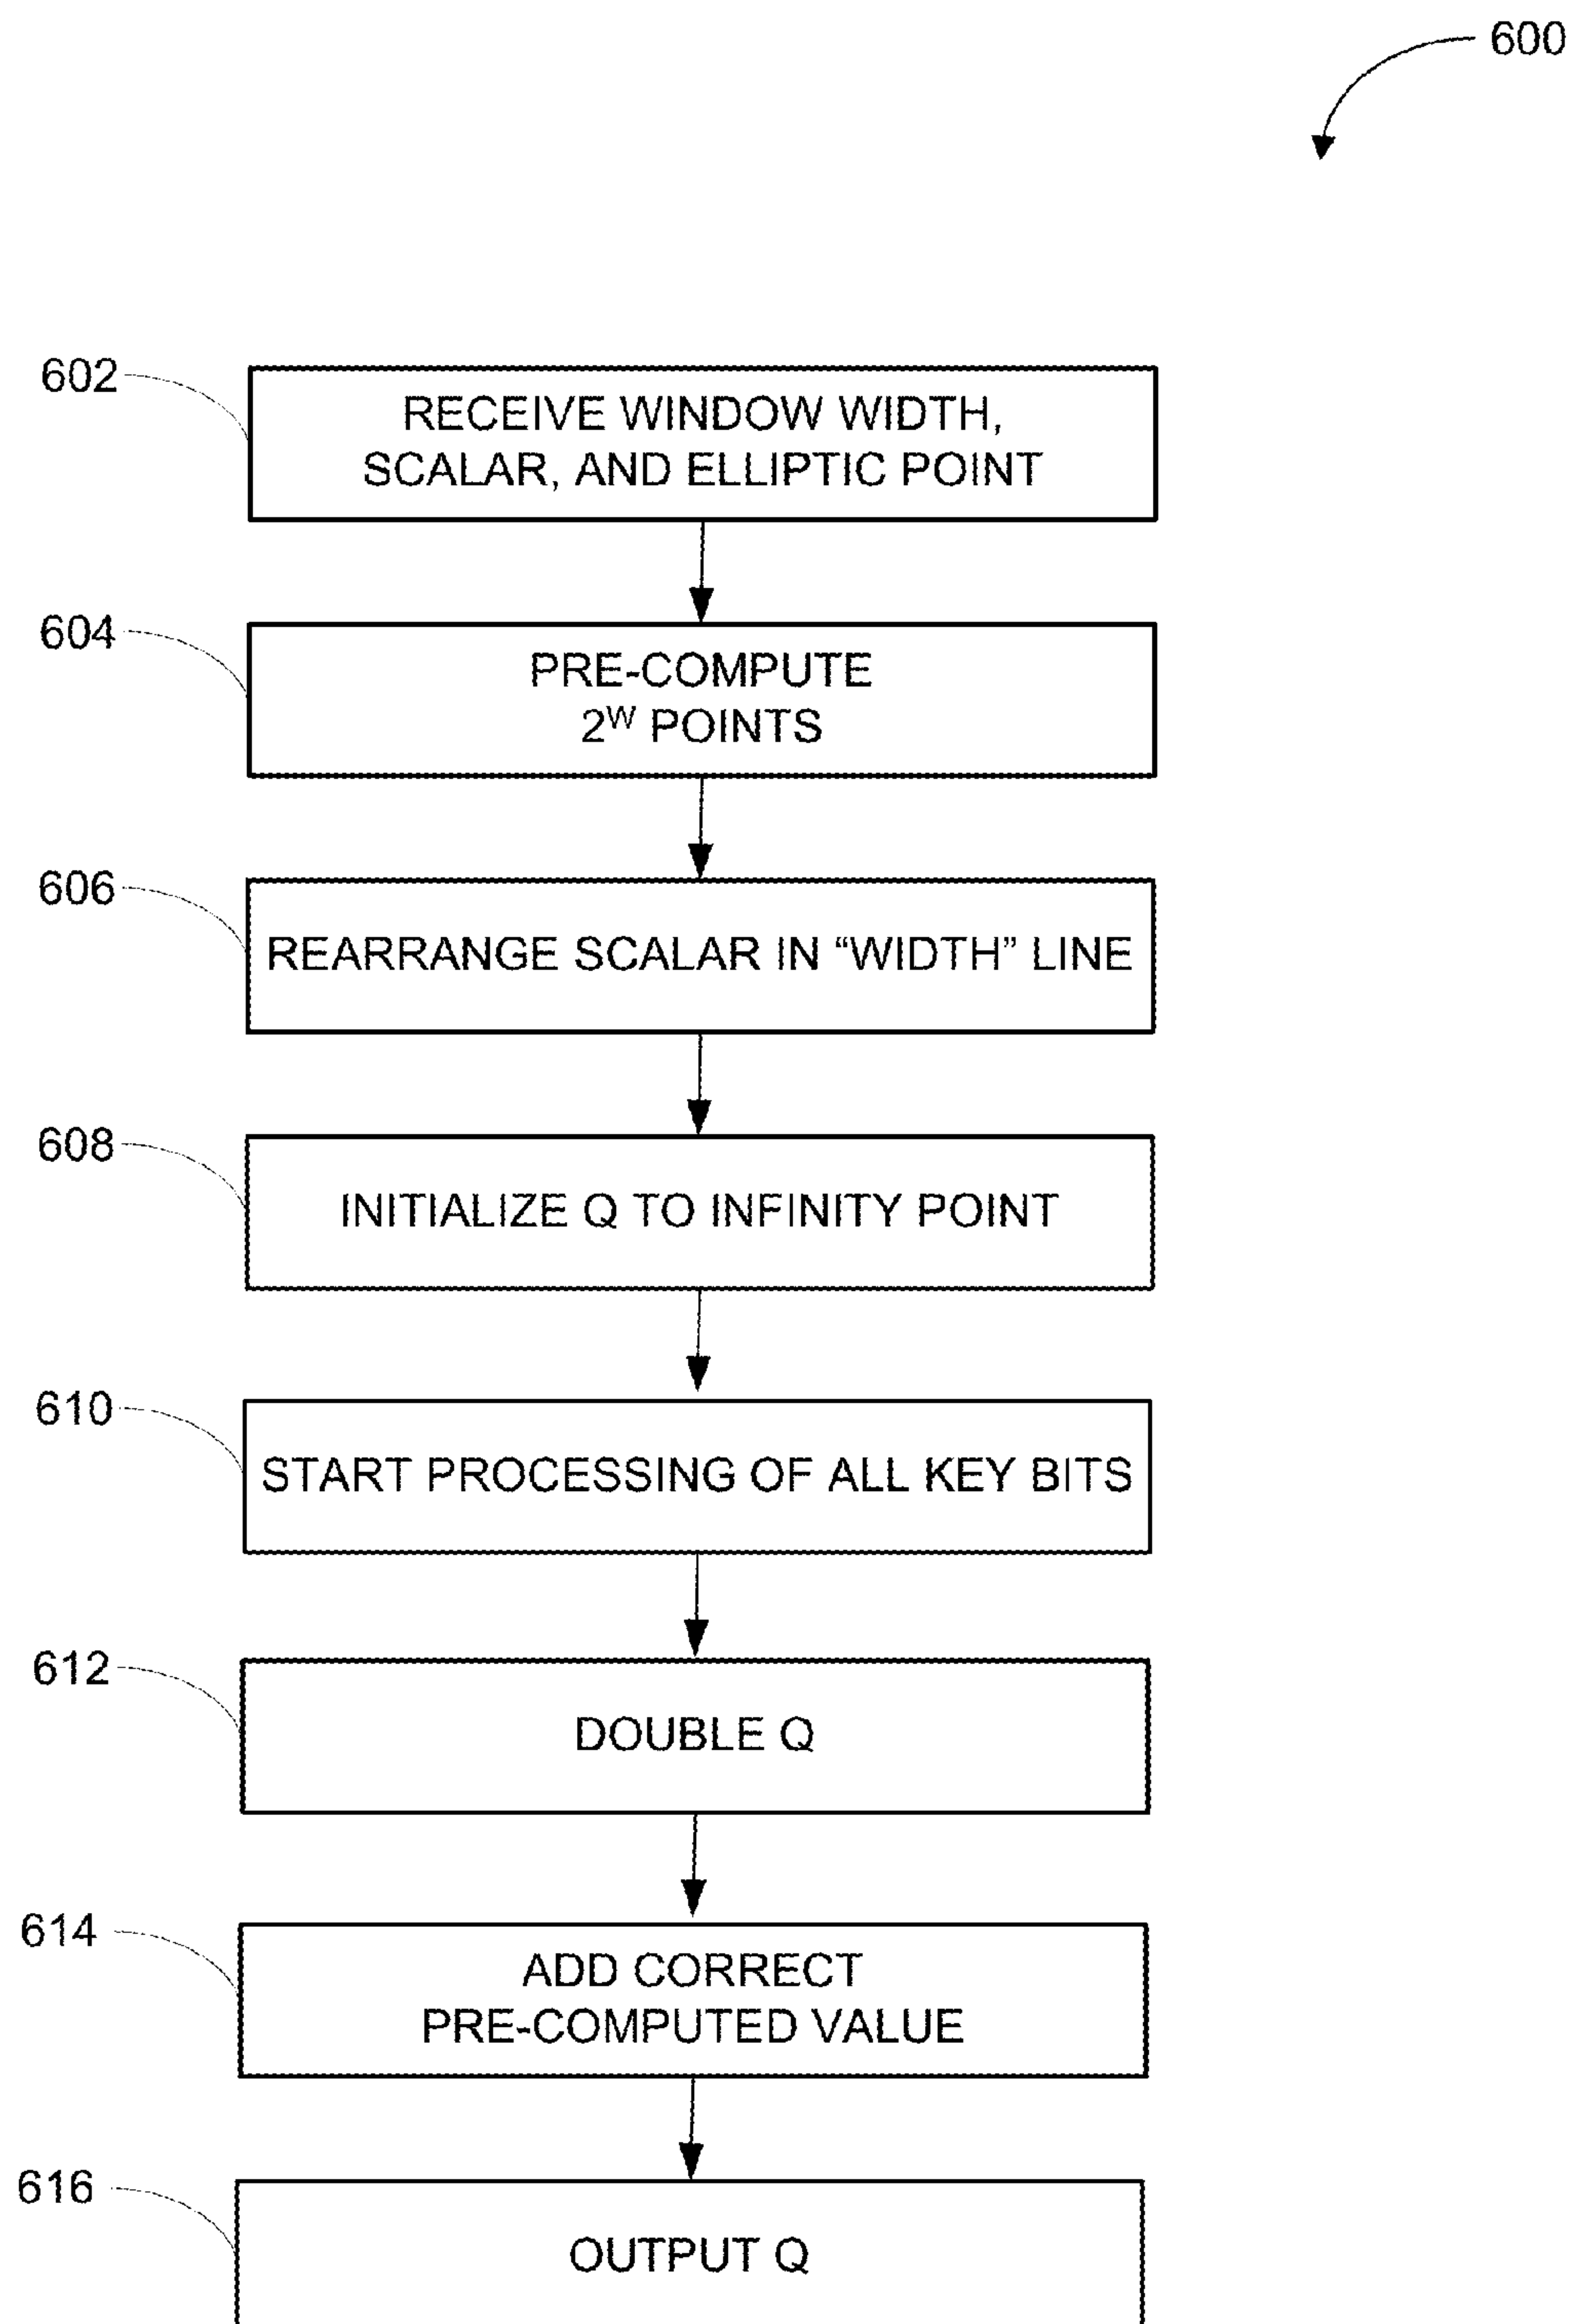 600
602
RECEIVE WINDOW WIDTH,
SCALAR, AND ELLIPTIC POINT
604
PRE-COMPUTE
2ᵂ POINTS
606
REARRANGE SCALAR IN “WIDTH” LINE
608
INITIALIZE Q TO INFINITY POINT
610
START PROCESSING OF ALL KEY BITS
612
DOUBLE Q
614
ADD CORRECT
PRE-COMPUTED VALUE
616
OUTPUT Q